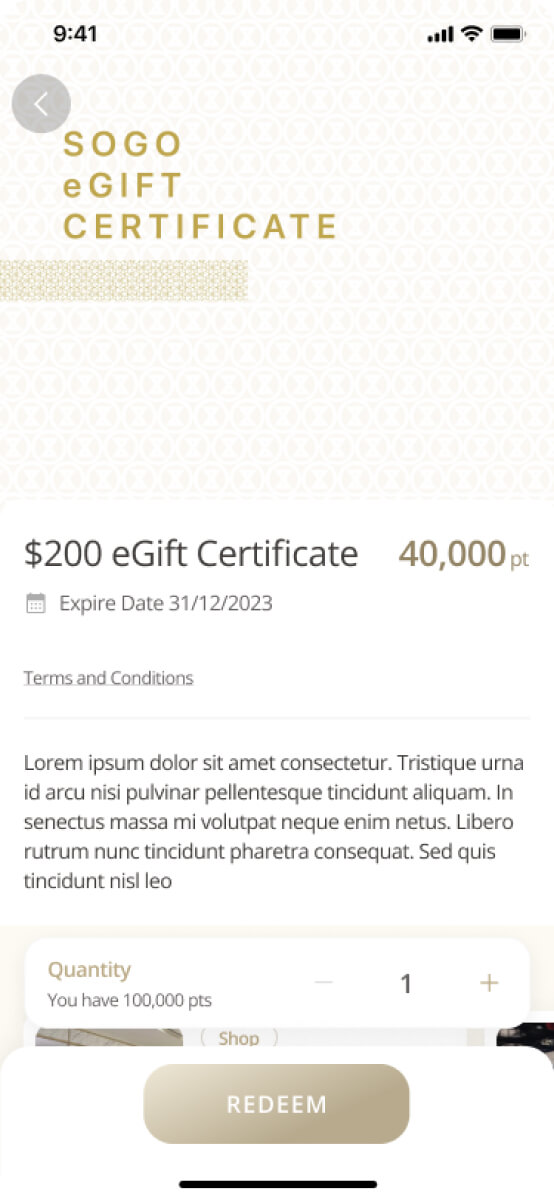 9:41
SOGO
eGIFT
CERTIFICATE
$200 eGift Certificate 40,000 pt
Expire Date 31/12/2023
Terms and Conditions
Lorem ipsum dolor sit amet consectetur. Tristique urna
id arcu nisi pulvinar pellentesque tincidunt aliquam. In
senectus massa mi volutpat neque enim netus. Libero
rutrum nunc tincidunt pharetra consequat. Sed quis
tincidunt nisl leo
Quantity
You have 100,000 pts
− 1 +
Shop
REDEEM